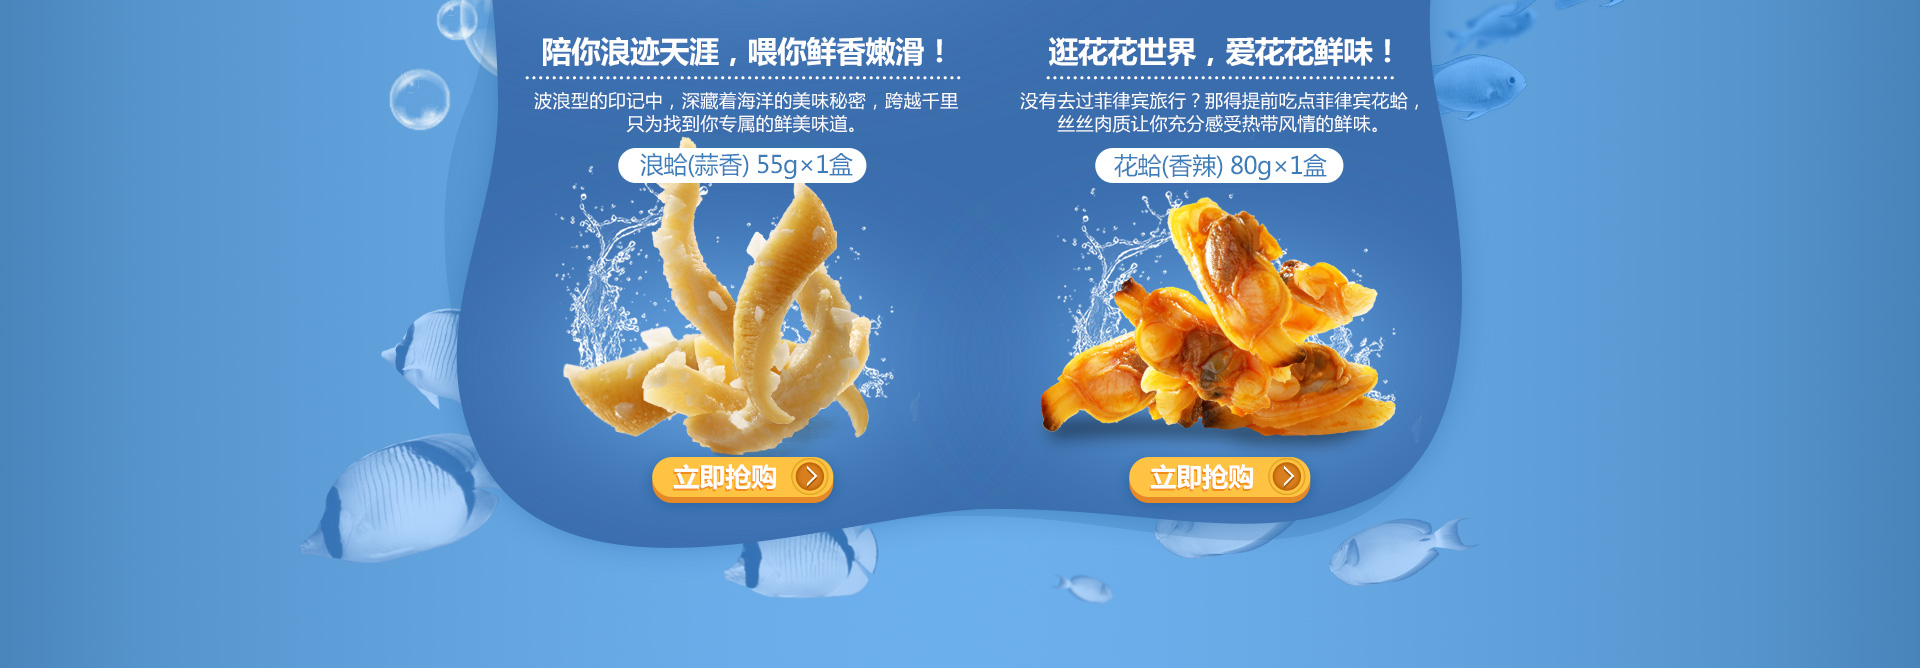 陪你浪迹天涯，喂你鲜香嫩滑！
波浪型的印记中，深藏着海洋的美味秘密，跨越千里
只为找到你专属的鲜美味道。
浪蛤(蒜香) 55g×1盒
立即抢购
逛花花世界，爱花花鲜味！
没有去过菲律宾旅行？那得提前吃点菲律宾花蛤，
丝丝肉质让你充分感受热带风情的鲜味。
花蛤(香辣) 80g×1盒
立即抢购